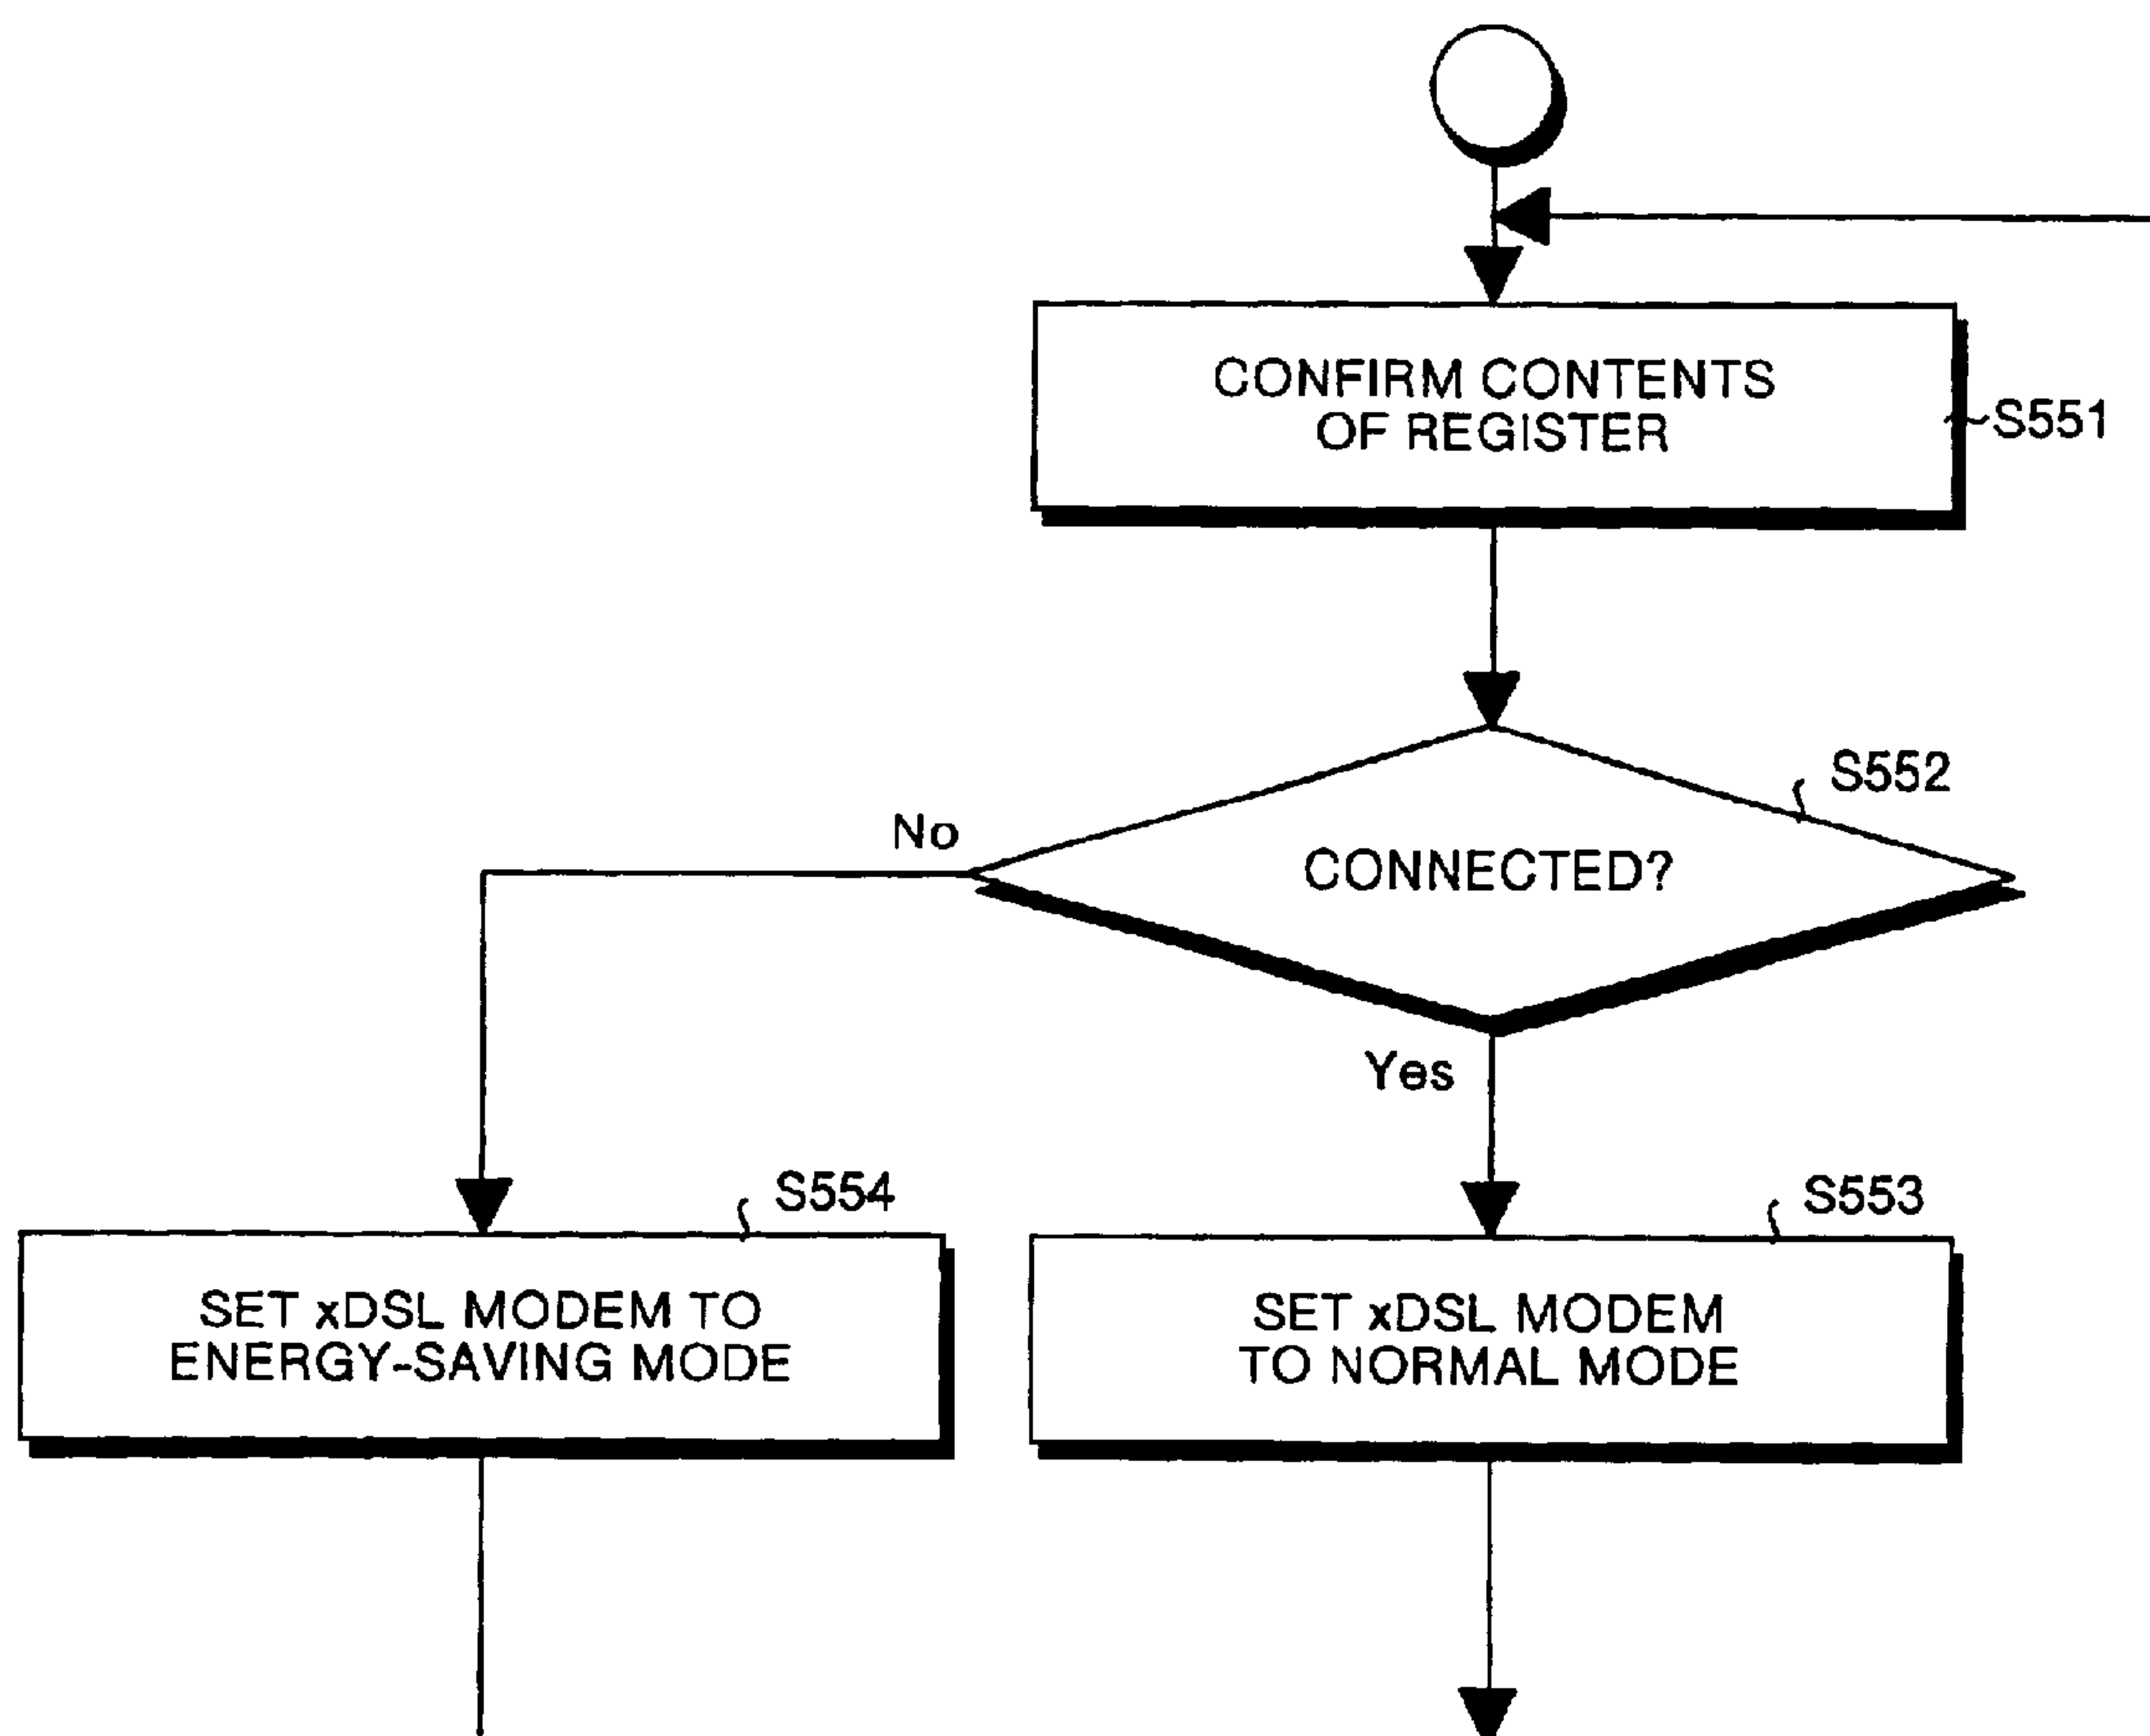 CONFIRM CONTENTS
OF REGISTER
S551
S552
No
CONNECTED?
Yes
S554
S553
SET xDSL MODEM TO
ENERGY-SAVING MODE
SET xDSL MODEM
TO NORMAL MODE